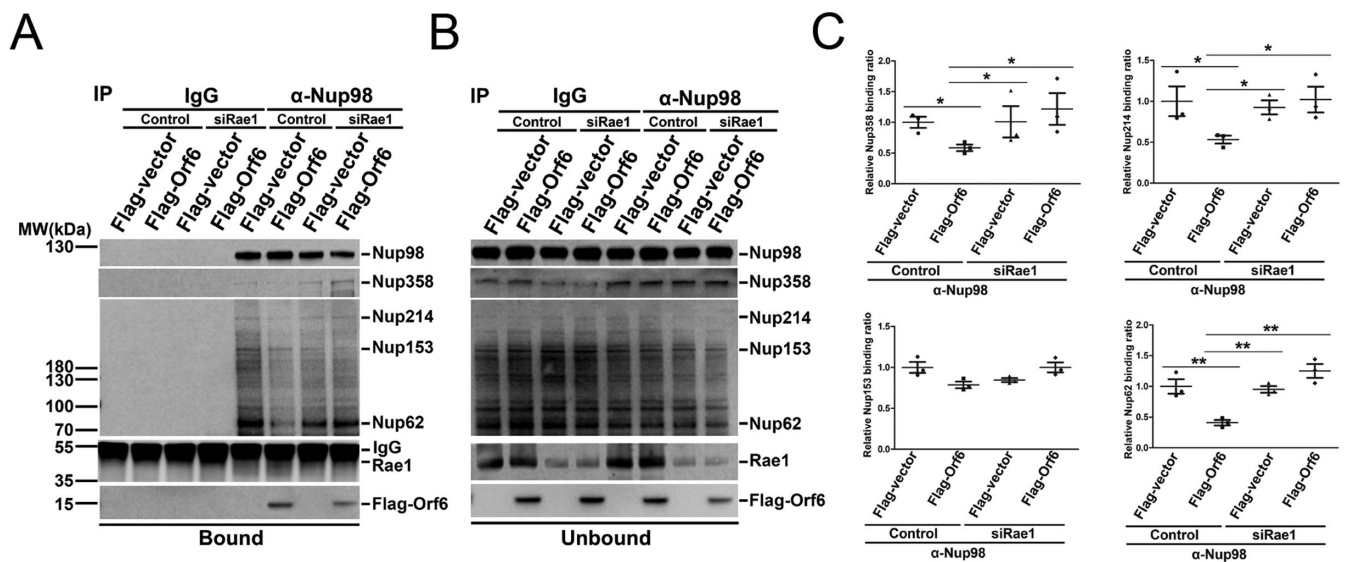 A
IP IgG α-Nup98
Control siRae1 Control siRae1
Flag-vector Flag-Orf6 Flag-vector Flag-Orf6 Flag-vector Flag-Orf6 Flag-vector Flag-Orf6
MW(kDa)
130
Nup98
Nup358
Nup214
Nup153
180
130
100
Nup62
70
55
IgG
Rae1
35
15
Flag-Orf6
Bound
B
IP IgG α-Nup98
Control siRae1 Control siRae1
Flag-vector Flag-Orf6 Flag-vector Flag-Orf6 Flag-vector Flag-Orf6 Flag-vector Flag-Orf6
Nup98
Nup358
Nup214
Nup153
Nup62
Rae1
Flag-Orf6
Unbound
C
Relative Nup358 binding ratio
2.0
1.5
1.0
0.5
0.0
*
*
*
Flag-vector Flag-Orf6 Flag-vector Flag-Orf6
Control siRae1
α-Nup98
Relative Nup214 binding ratio
1.5
1.0
0.5
0.0
*
*
*
Flag-vector Flag-Orf6 Flag-vector Flag-Orf6
Control siRae1
α-Nup98
Relative Nup153 binding ratio
1.5
1.0
0.5
0.0
Flag-vector Flag-Orf6 Flag-vector Flag-Orf6
Control siRae1
α-Nup98
Relative Nup62 binding ratio
2.0
1.5
1.0
0.5
0.0
**
**
**
Flag-vector Flag-Orf6 Flag-vector Flag-Orf6
Control siRae1
α-Nup98